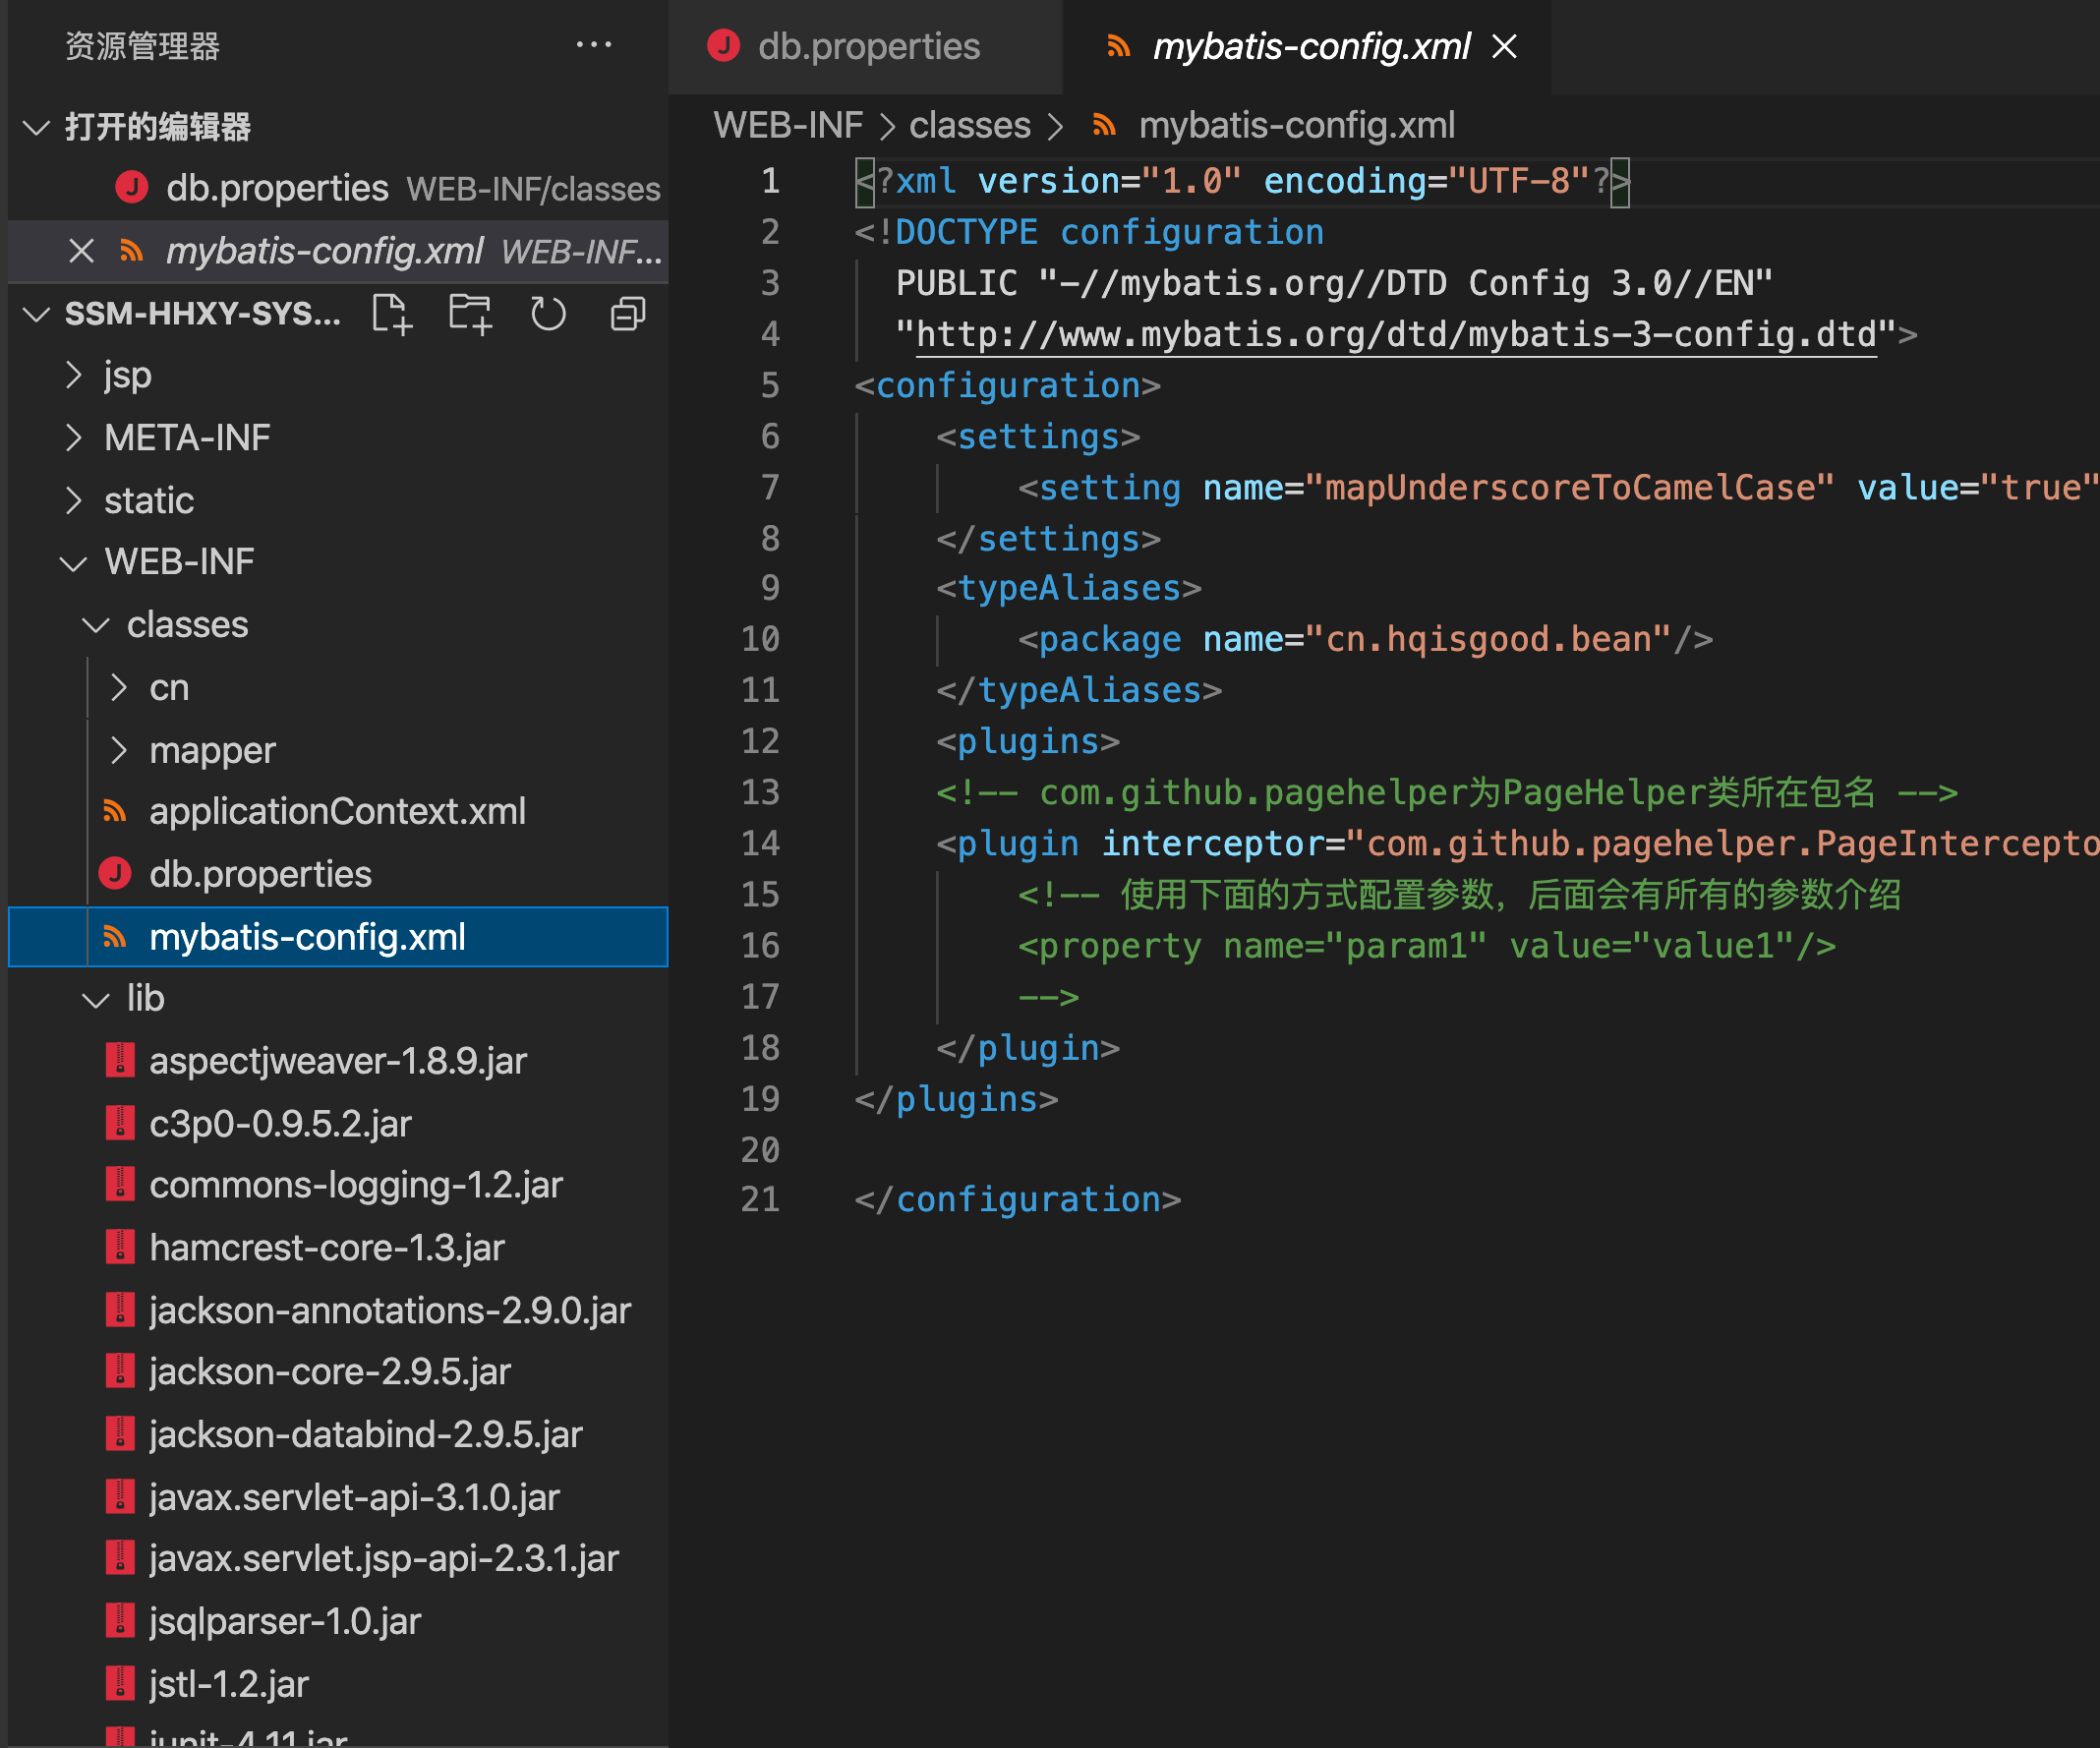 资源管理器
打开的编辑器
db.properties WEB-INF/classes
mybatis-config.xml WEB-INF...
SSM-HHXY-SYS...
jsp
META-INF
static
WEB-INF
classes
cn
mapper
applicationContext.xml
db.properties
mybatis-config.xml
lib
aspectjweaver-1.8.9.jar
c3p0-0.9.5.2.jar
commons-logging-1.2.jar
hamcrest-core-1.3.jar
jackson-annotations-2.9.0.jar
jackson-core-2.9.5.jar
jackson-databind-2.9.5.jar
javax.servlet-api-3.1.0.jar
javax.servlet.jsp-api-2.3.1.jar
jsqlparser-1.0.jar
jstl-1.2.jar
junit-4.11.jar
db.properties
mybatis-config.xml
WEB-INF > classes > mybatis-config.xml
1 <?xml version="1.0" encoding="UTF-8"?>
2 <!DOCTYPE configuration
3 PUBLIC "-//mybatis.org//DTD Config 3.0//EN"
4 "http://www.mybatis.org/dtd/mybatis-3-config.dtd">
5 <configuration>
6 <settings>
7 <setting name="mapUnderscoreToCamelCase" value="true"
8 </settings>
9 <typeAliases>
10 <package name="cn.hqisgood.bean"/>
11 </typeAliases>
12 <plugins>
13 <!-- com.github.pagehelper为PageHelper类所在包名 -->
14 <plugin interceptor="com.github.pagehelper.PageIntercepto
15 <!-- 使用下面的方式配置参数，后面会有所有的参数介绍
16 <property name="param1" value="value1"/>
17 -->
18 </plugin>
19 </plugins>
20
21 </configuration>